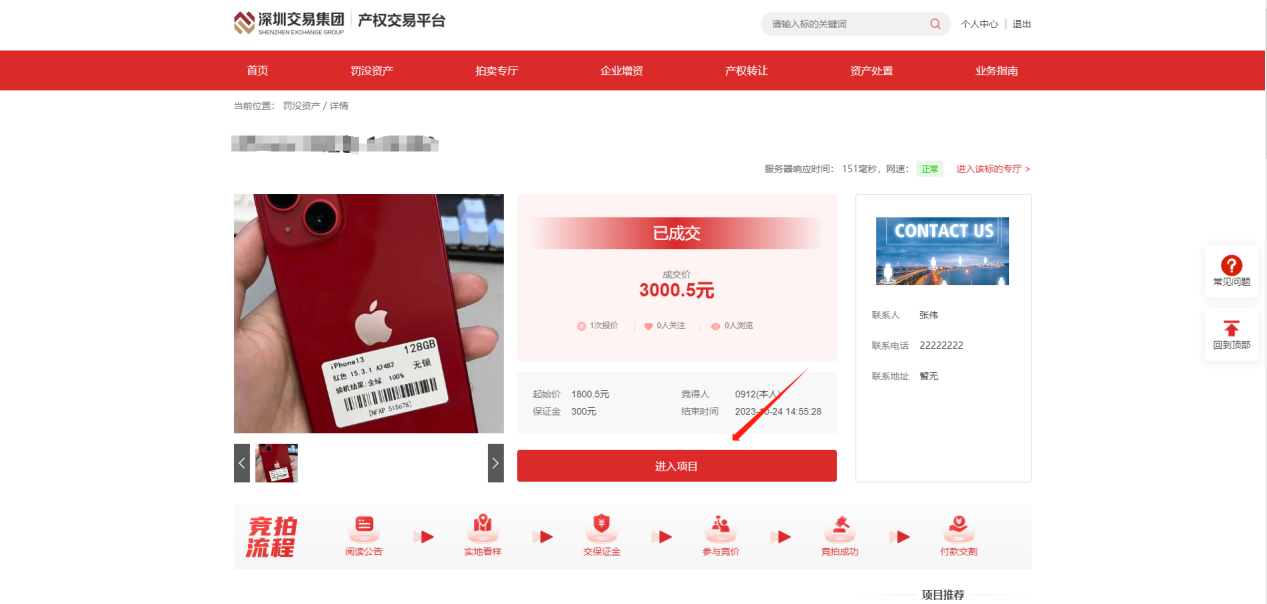 深圳交易集团 产权交易平台
SHENZHEN EXCHANGE GROUP
请输入标的关键词
个人中心 | 退出
首页 罚没资产 拍卖专厅 企业增资 产权转让 资产处置 业务指南
当前位置： 罚没资产 / 详情
服务器响应时间： 151毫秒，网速： 正常 进入该标的专厅 >
已成交
成交价
3000.5元
1次报价 0人关注 0人浏览
起始价 1800.5元 竞得人 0912(本人)
保证金 300元 结束时间 2023-10-24 14:55:28
进入项目
iPhone13 128GB
红色 15.3.1 A2482 无锁
验机结果:全绿 100%
CONTACT US
联系人 张伟
联系电话 22222222
联系地址 暂无
常见问题
回到顶部
竞拍
流程
阅读公告 实地看样 交保证金 参与竞价 竞拍成功 付款交割
项目推荐